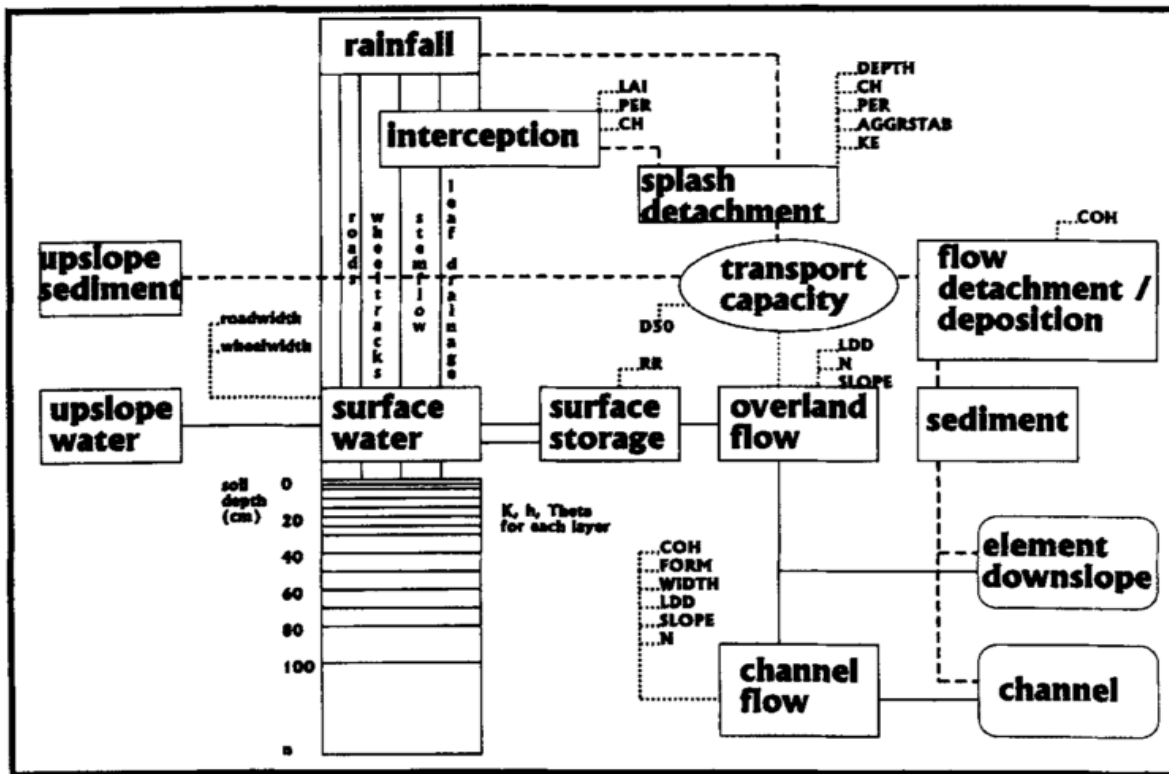 rainfall
LAI
PER
CH
interception
DEPTH
CH
PER
AGGRSTAB
KE
splash
detachment
roads
wheeltracks
stemflow
leaf drainage
COH
upslope
sediment
transport
capacity
flow
detachment /
deposition
D50
roadwidth
wheelwidth
RR
LDD
N
SLOPE
upslope
water
surface
water
surface
storage
overland
flow
sediment
soil
depth
(cm)
0
20
40
60
80
100
n
K, h, Theta
for each layer
COH
FORM
WIDTH
LDD
SLOPE
N
element
downslope
channel
flow
channel